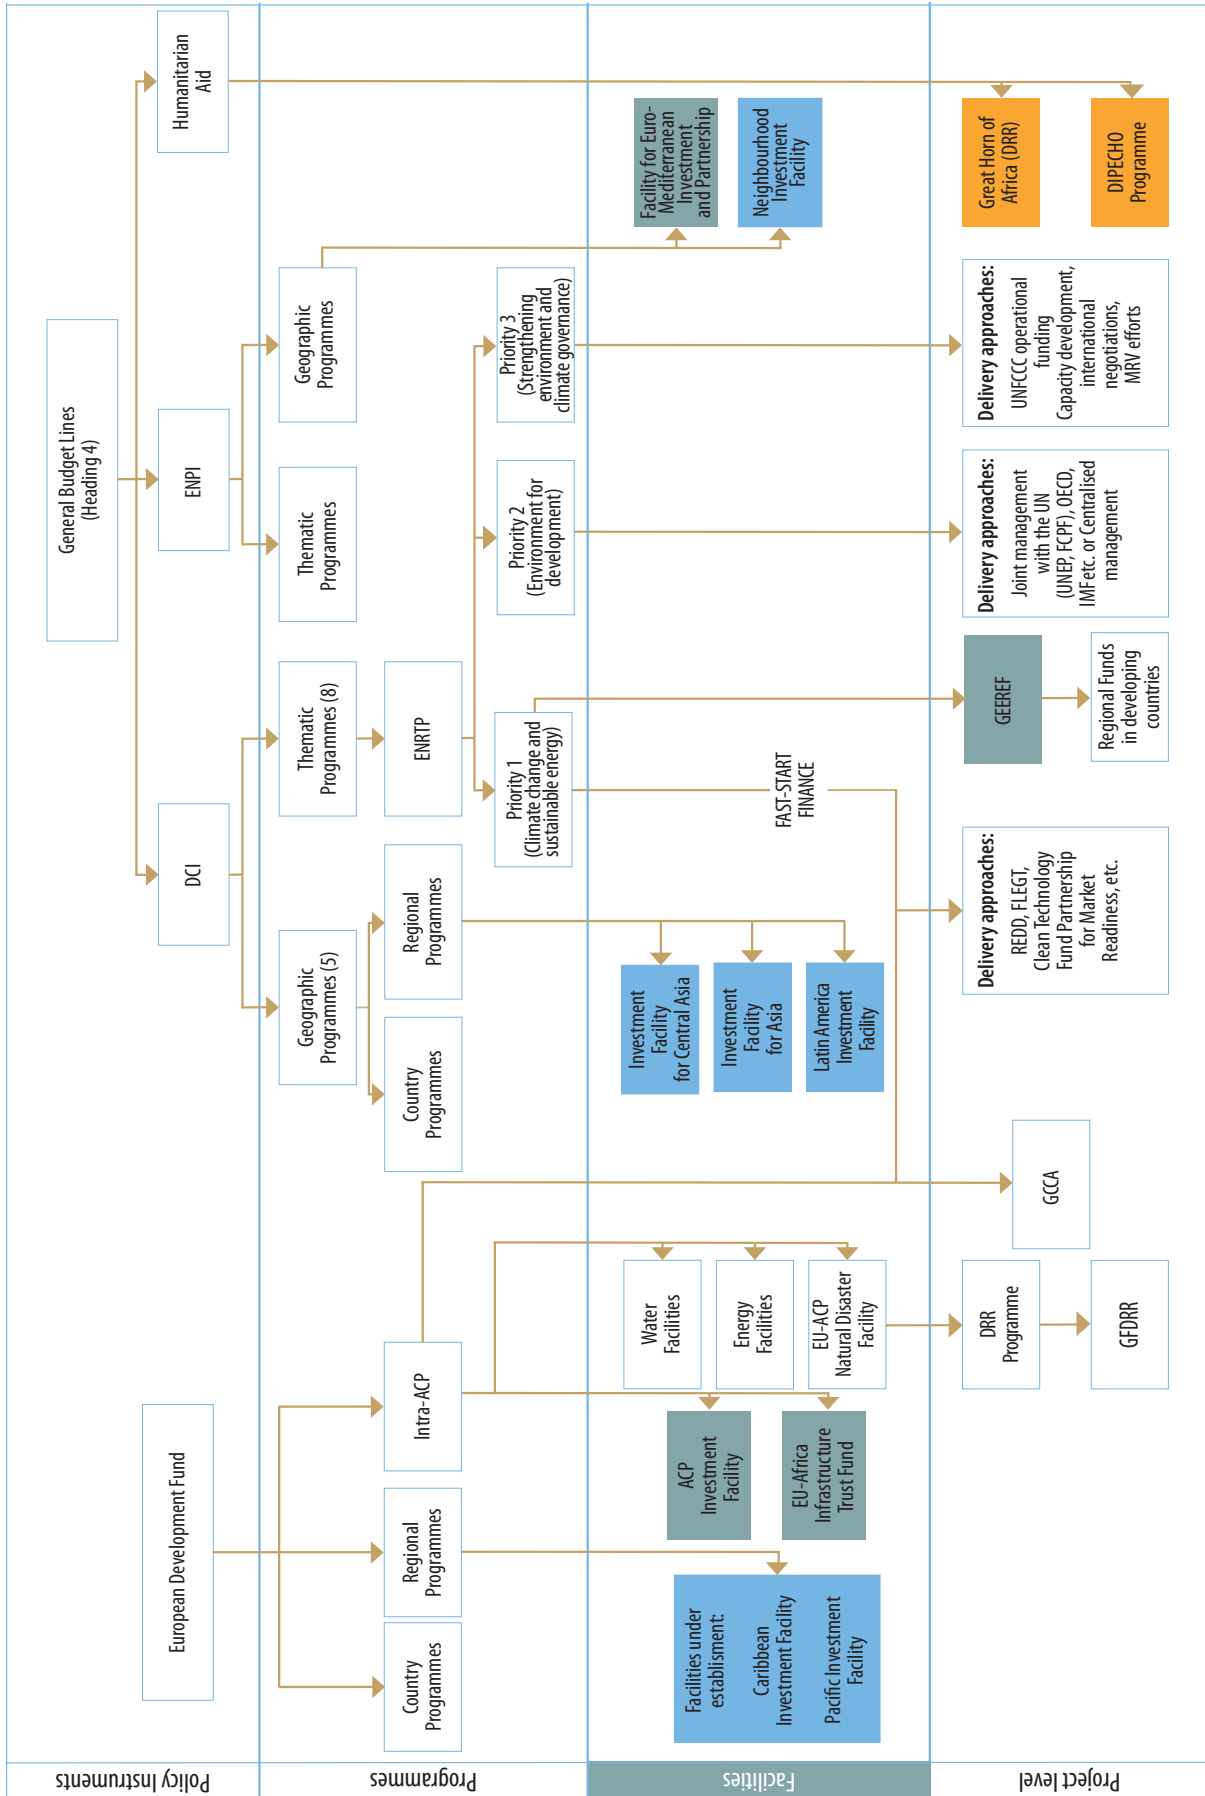 Policy Instruments
European Development Fund
General Budget Lines
(Heading 4)
DCI
ENPI
Humanitarian
Aid
Programmes
Geographic
Programmes (5)
Thematic
Programmes (8)
Thematic
Programmes
Geographic
Programmes
Country
Programmes
Regional
Programmes
Intra-ACP
Country
Programmes
Regional
Programmes
ENRTP
Priority 1
(Climate change and
sustainable energy)
Priority 2
(Environment for
development)
Priority 3
(Strengthening
environment and
climate governance)
Facilities
Facilities under
establisment:
Caribbean
Investment Facility
Pacific Investment
Facility
ACP
Investment
Facility
EU-Africa
Infrastructure
Trust Fund
Water
Facilities
Energy
Facilities
EU-ACP
Natural Disaster
Facility
Investment
Facility
for Central Asia
Investment
Facility
for Asia
Latin America
Investment
Facility
FAST-START
FINANCE
Facility for Euro-
Mediterranean
Investment
and Partnership
Neighbourhood
Investment
Facility
Project level
DRR
Programme
GFDRR
GCCA
Delivery approaches:
REDD, FLEGT,
Clean Technology
Fund Partnership
for Market
Readiness, etc.
GEEREF
Regional Funds
in developing
countries
Delivery approaches:
Joint management
with the UN
(UNEP, FCPF), OECD,
IMF etc. or Centralised
management
Delivery approaches:
UNFCCC operational
funding
Capacity development,
international
negotiations,
MRV efforts
Great Horn of
Africa (DRR)
DIPECHO
Programme